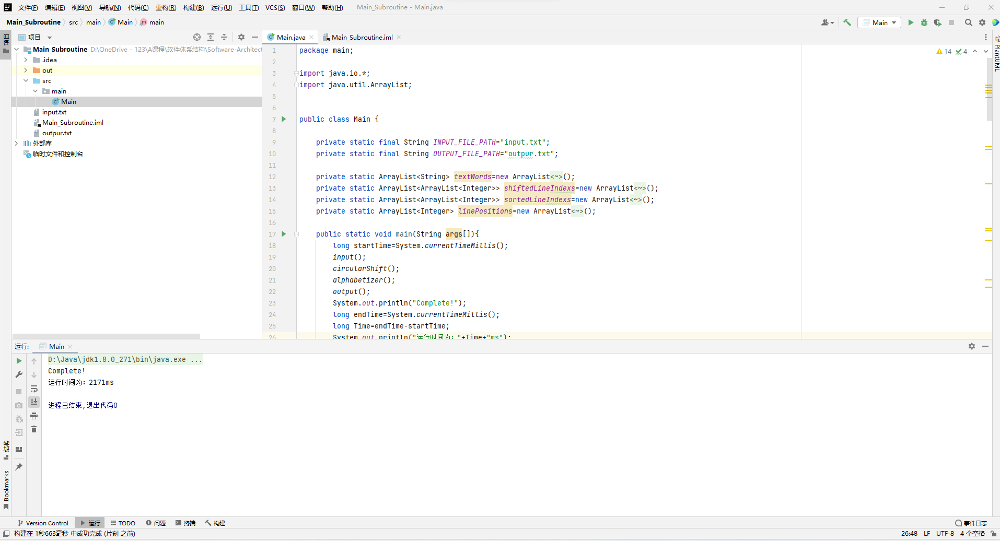 文件(F) 编辑(E) 视图(V) 导航(N) 代码(C) 重构(R) 构建(B) 运行(U) 工具(T) VCS(S) 窗口(W) 帮助(H) Main_Subroutine - Main.java
Main_Subroutine src main Main main
Main
项目
项目
Main_Subroutine D:\OneDrive - 123\A课程\软件体系结构\Software-Architect
.idea
out
src
main
Main
input.txt
Main_Subroutine.iml
outpur.txt
外部库
临时文件和控制台
Main.java Main_Subroutine.iml
14 4
PlantUML
1 package main;
2
3 import java.io.*;
4 import java.util.ArrayList;
5
6
7 public class Main {
8
9 private static final String INPUT_FILE_PATH="input.txt";
10 private static final String OUTPUT_FILE_PATH="outpur.txt";
11
12 private static ArrayList<String> textWords=new ArrayList<~>();
13 private static ArrayList<ArrayList<Integer>> shiftedLineIndexs=new ArrayList<~>();
14 private static ArrayList<ArrayList<Integer>> sortedLineIndexs=new ArrayList<~>();
15 private static ArrayList<Integer> linePositions=new ArrayList<~>();
16
17 public static void main(String args[]){
18 long startTime=System.currentTimeMillis();
19 input();
20 circularShift();
21 alphabetizer();
22 output();
23 System.out.println("Complete!");
24 long endTime=System.currentTimeMillis();
25 long Time=endTime-startTime;
26 System.out.println("运行时间为："+Time+"ms");
运行: Main
D:\Java\jdk1.8.0_271\bin\java.exe ...
Complete!
运行时间为：2171ms
进程已结束,退出代码0
结构
Bookmarks
Version Control 运行 TODO 问题 终端 构建 事件日志
构建在 1秒663毫秒 中成功完成 (片刻 之前) 26:48 LF UTF-8 4 个空格